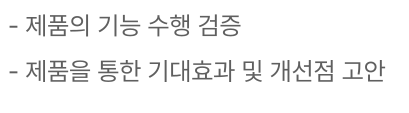 - 제품의 기능 수행 검증
- 제품을 통한 기대효과 및 개선점 고안